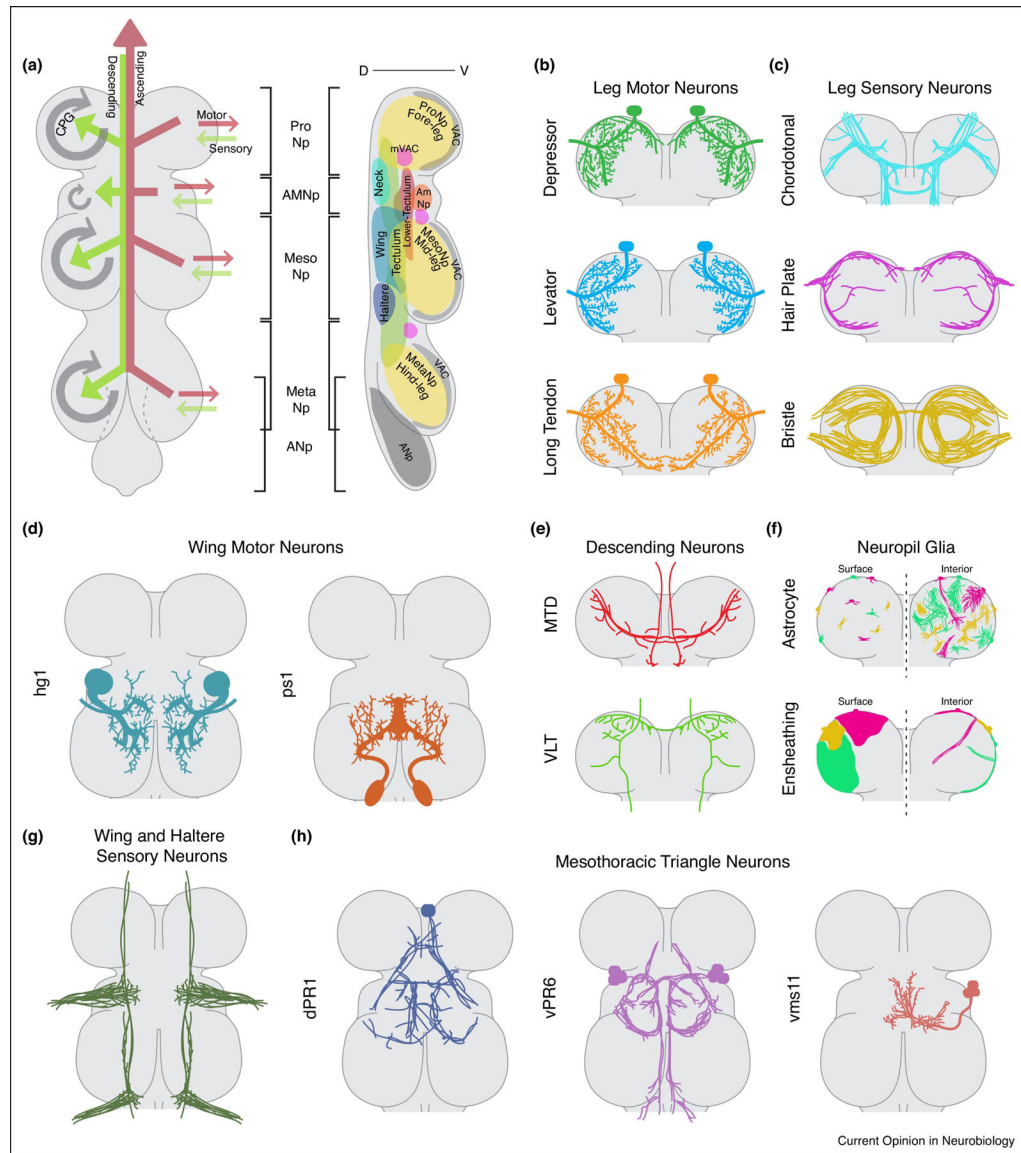 (a)
Descending
Ascending
CPG
Motor
Sensory
Pro
Np
AMNp
Meso
Np
Meta
Np
ANp
D
V
ProNp
Fore-leg
VAC
mVAC
Neck
Lower-Tectulum
Am
Np
Wing
Tectulum
MesoNp
Mid-leg
VAC
Haltere
MetaNp
Hind-leg
VAC
ANp
(b)
Leg Motor Neurons
Depressor
Levator
Long Tendon
(c)
Leg Sensory Neurons
Chordotonal
Hair Plate
Bristle
(d)
Wing Motor Neurons
hg1
ps1
(e)
Descending Neurons
MTD
VLT
(f)
Neuropil Glia
Surface
Interior
Astrocyte
Surface
Interior
Ensheathing
(g)
Wing and Haltere
Sensory Neurons
(h)
Mesothoracic Triangle Neurons
dPR1
vPR6
vms11
Current Opinion in Neurobiology